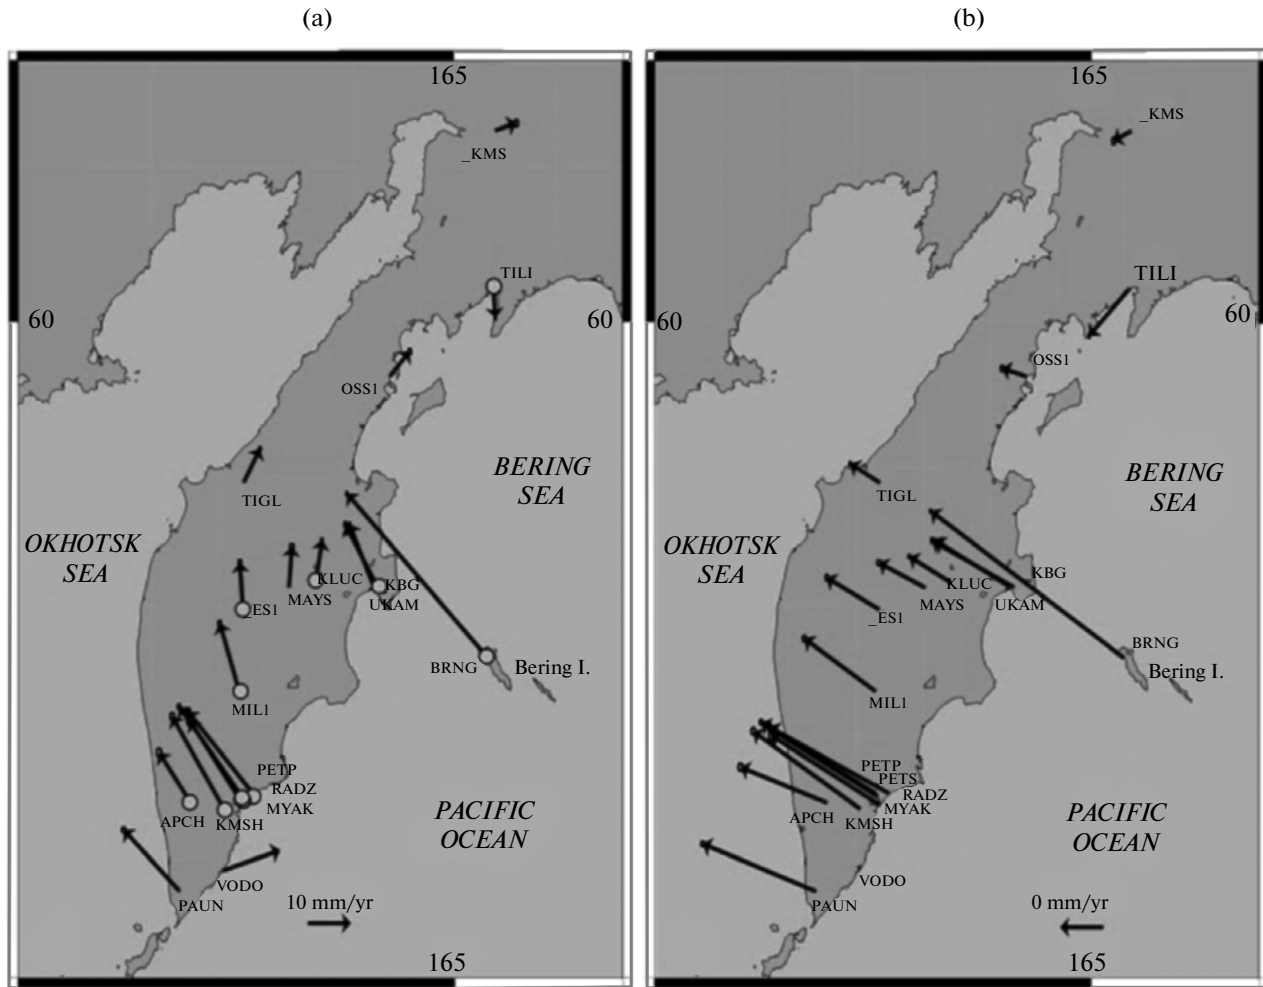 (a)
165
_KMS
TILI
60
60
OSS1
BERING
SEA
TIGL
OKHOTSK
SEA
KLUC
KBG
MAYS
UKAM
_ES1
BRNG
Bering I.
MIL1
PETP
RADZ
MYAK
APCH
KMSH
PACIFIC
OCEAN
VODO
PAUN
10 mm/yr
165
(b)
165
_KMS
TILI
60
60
OSS1
BERING
SEA
TIGL
OKHOTSK
SEA
KBG
KLUC
MAYS
UKAM
_ES1
BRNG
Bering I.
MIL1
PETP
PETS
RADZ
MYAK
APCH
KMSH
PACIFIC
OCEAN
VODO
PAUN
0 mm/yr
165